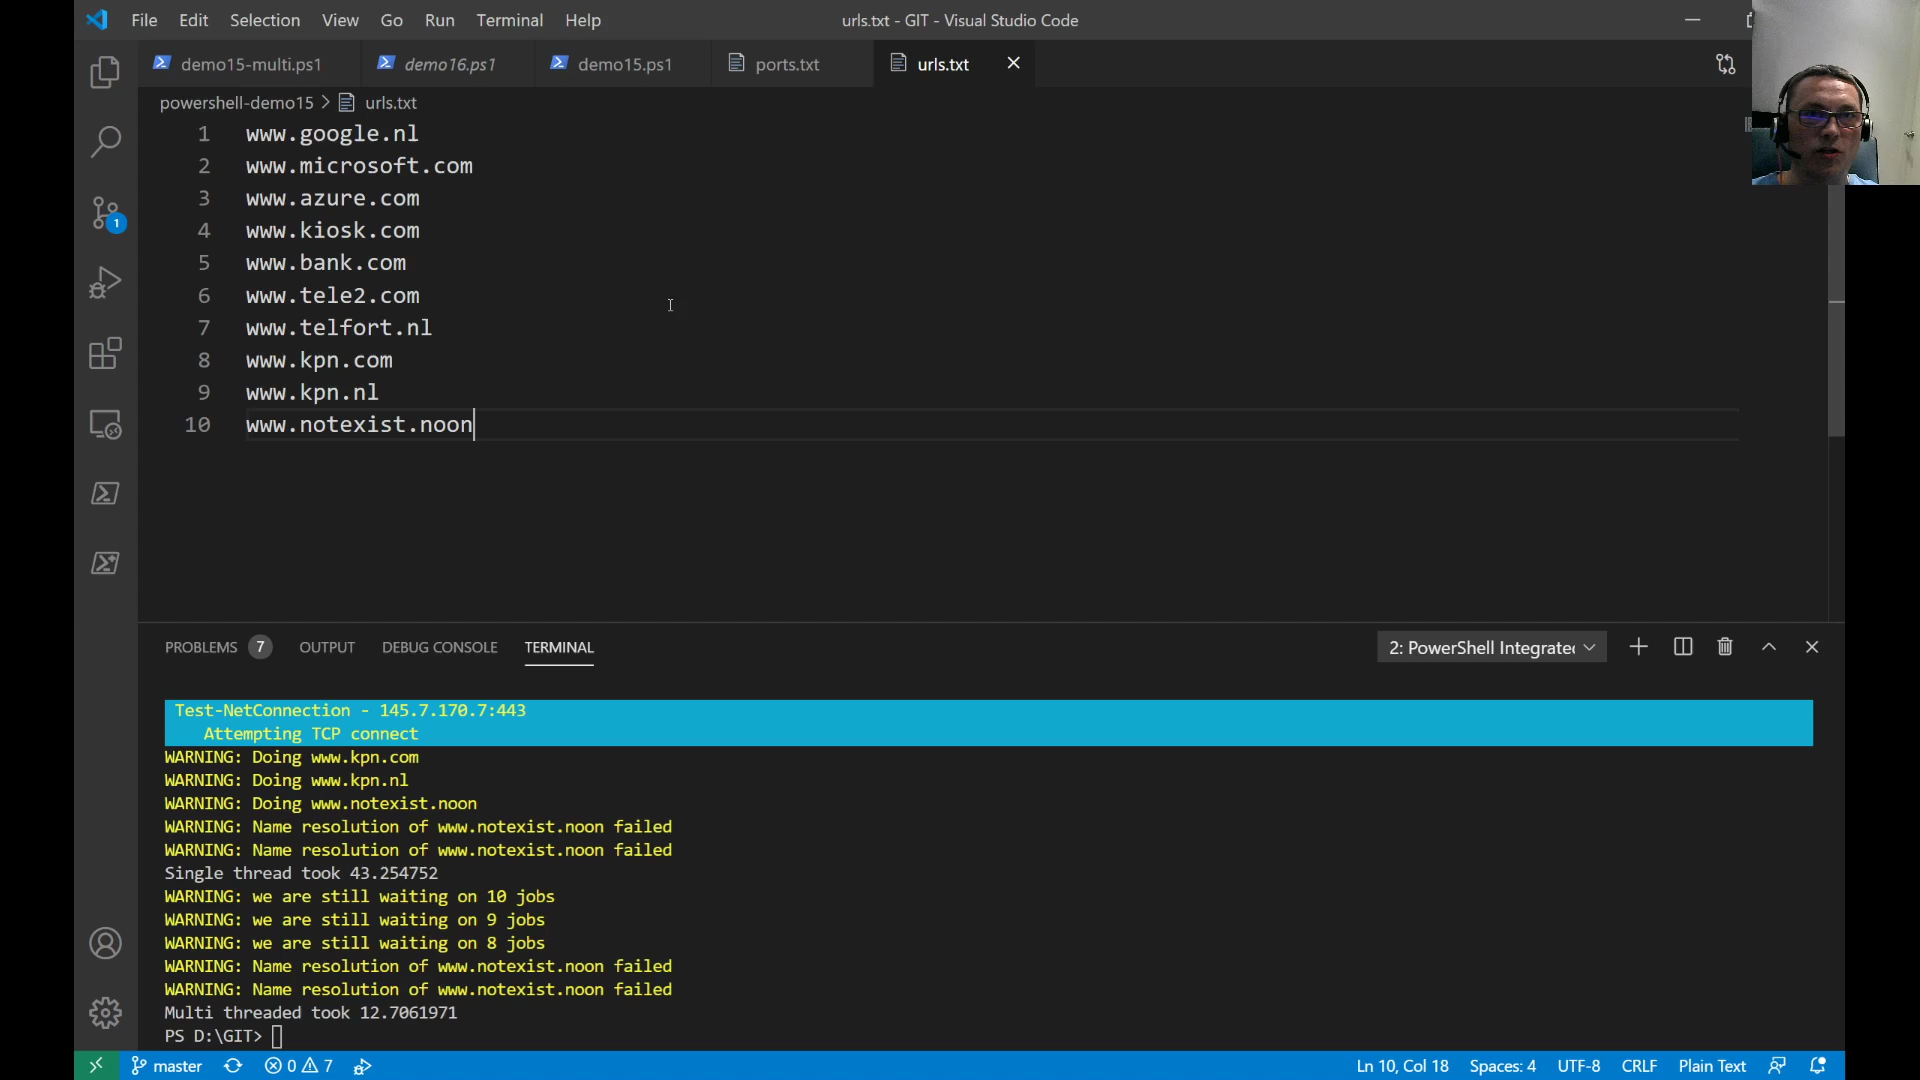 File Edit Selection View Go Run Terminal Help
urls.txt - GIT - Visual Studio Code
demo15-multi.ps1 demo16.ps1 demo15.ps1 ports.txt urls.txt
powershell-demo15 > urls.txt
1 www.google.nl
2 www.microsoft.com
3 www.azure.com
4 www.kiosk.com
5 www.bank.com
6 www.tele2.com
7 www.telfort.nl
8 www.kpn.com
9 www.kpn.nl
10 www.notexist.noon
1
PROBLEMS 7 OUTPUT DEBUG CONSOLE TERMINAL
2: PowerShell Integrate
Test-NetConnection - 145.7.170.7:443
Attempting TCP connect
WARNING: Doing www.kpn.com
WARNING: Doing www.kpn.nl
WARNING: Doing www.notexist.noon
WARNING: Name resolution of www.notexist.noon failed
WARNING: Name resolution of www.notexist.noon failed
Single thread took 43.254752
WARNING: we are still waiting on 10 jobs
WARNING: we are still waiting on 9 jobs
WARNING: we are still waiting on 8 jobs
WARNING: Name resolution of www.notexist.noon failed
WARNING: Name resolution of www.notexist.noon failed
Multi threaded took 12.7061971
PS D:\GIT>
master 0 7 Ln 10, Col 18 Spaces: 4 UTF-8 CRLF Plain Text